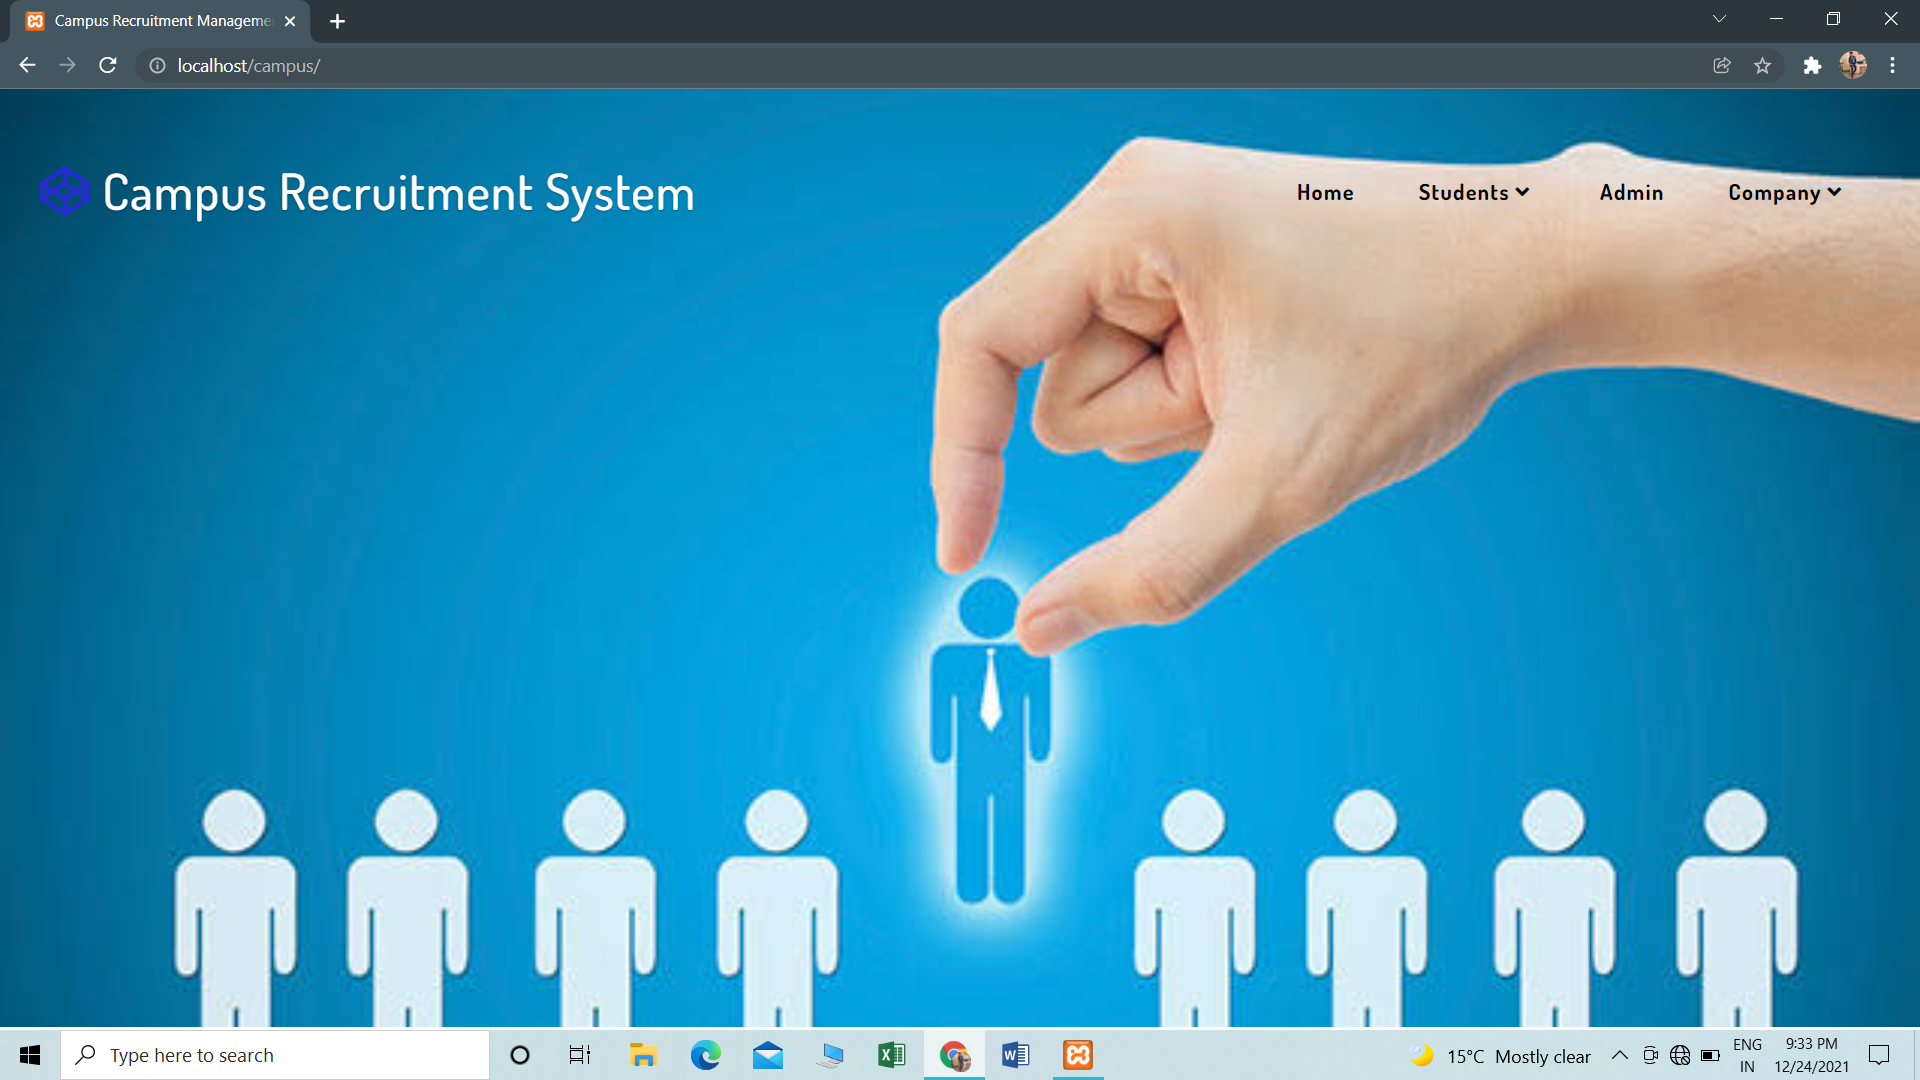 Campus Recruitment Manageme
localhost/campus/
Campus Recruitment System
Home Students Admin Company
Type here to search
15°C Mostly clear
ENG
IN
9:33 PM
12/24/2021